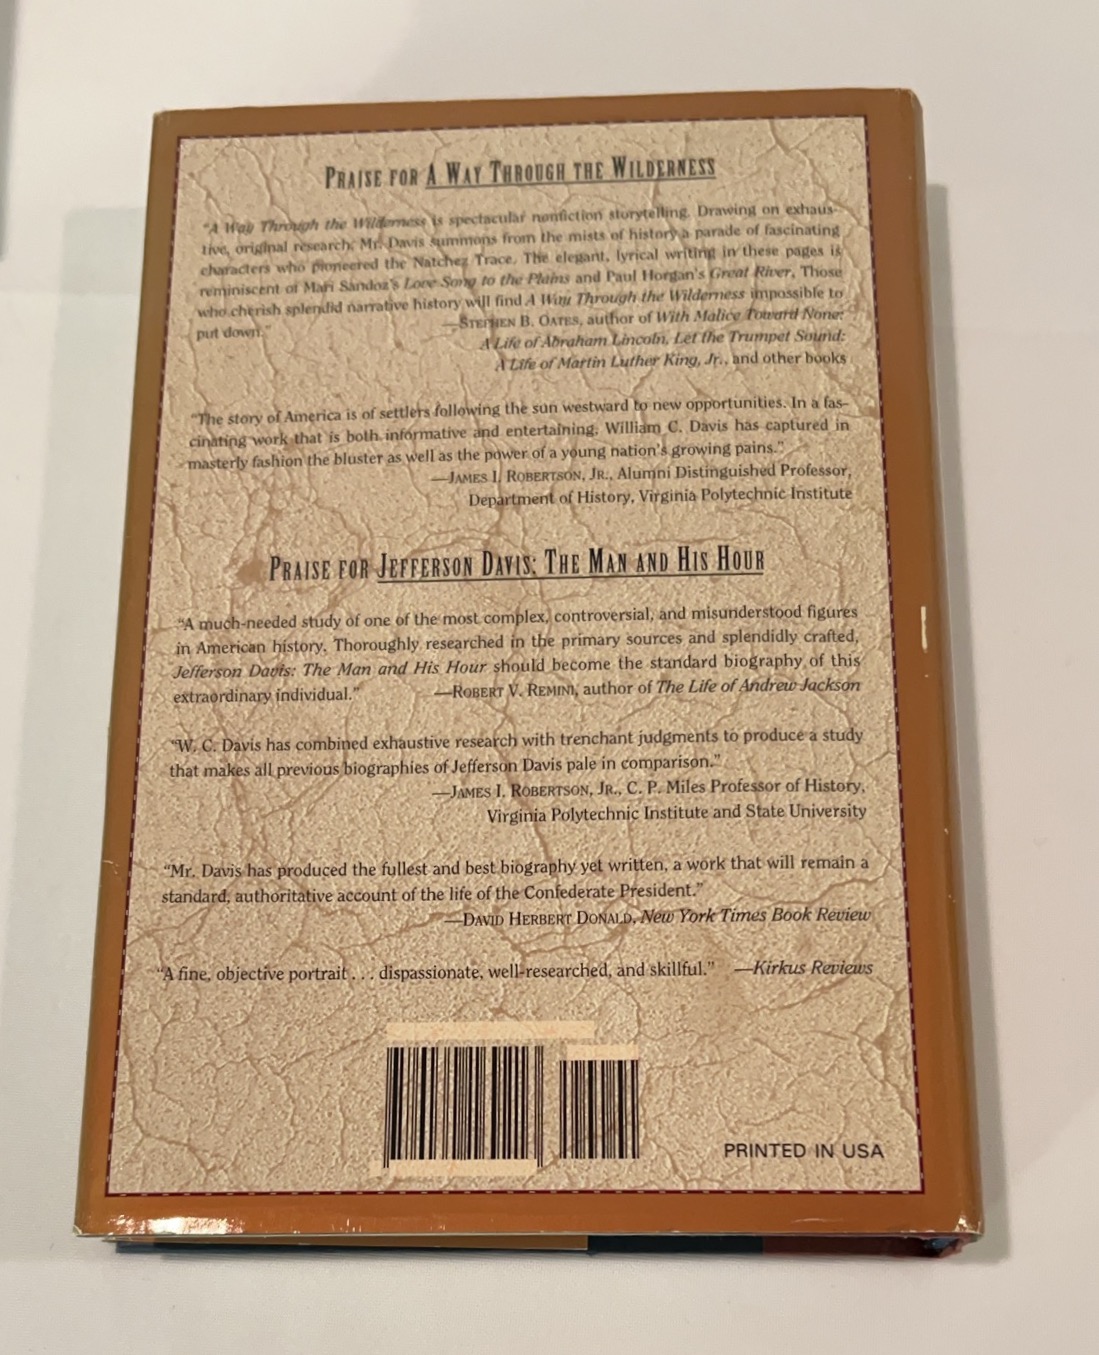 PRAISE FOR A WAY THROUGH THE WILDERNESS
“A Way Through the Wilderness is spectacular nonfiction storytelling. Drawing on exhaus-
tive, original research, Mr. Davis summons from the mists of history a parade of fascinating
characters who pioneered the Natchez Trace. The elegant, lyrical writing in these pages is
reminiscent of Mari Sandoz's Love Song to the Plains and Paul Horgan's Great River. Those
who cherish splendid narrative history will find A Way Through the Wilderness impossible to
put down.”
—STEPHEN B. OATES, author of With Malice Toward None:
A Life of Abraham Lincoln, Let the Trumpet Sound:
A Life of Martin Luther King, Jr., and other books
“The story of America is of settlers following the sun westward to new opportunities. In a fas-
cinating work that is both informative and entertaining, William C. Davis has captured in
masterly fashion the bluster as well as the power of a young nation's growing pains.”
—JAMES I. ROBERTSON, JR., Alumni Distinguished Professor,
Department of History, Virginia Polytechnic Institute
PRAISE FOR JEFFERSON DAVIS: THE MAN AND HIS HOUR
“A much-needed study of one of the most complex, controversial, and misunderstood figures
in American history. Thoroughly researched in the primary sources and splendidly crafted,
Jefferson Davis: The Man and His Hour should become the standard biography of this
extraordinary individual.” —ROBERT V. REMINI, author of The Life of Andrew Jackson
“W. C. Davis has combined exhaustive research with trenchant judgments to produce a study
that makes all previous biographies of Jefferson Davis pale in comparison.”
—JAMES I. ROBERTSON, JR., C. P. Miles Professor of History,
Virginia Polytechnic Institute and State University
“Mr. Davis has produced the fullest and best biography yet written, a work that will remain a
standard, authoritative account of the life of the Confederate President.”
—DAVID HERBERT DONALD, New York Times Book Review
“A fine, objective portrait . . . dispassionate, well-researched, and skillful.” —Kirkus Reviews
PRINTED IN USA